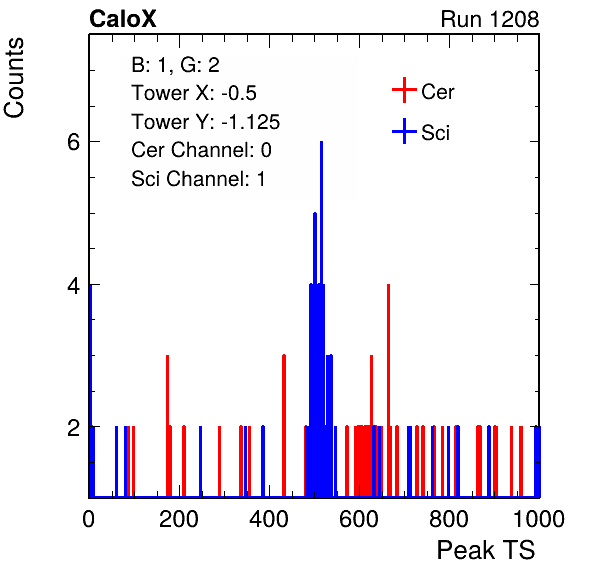 CaloX Run 1208
Counts
B: 1, G: 2
Tower X: -0.5
Tower Y: -1.125
Cer Channel: 0
Sci Channel: 1
Cer
Sci
6
4
2
0 200 400 600 800 1000
Peak TS